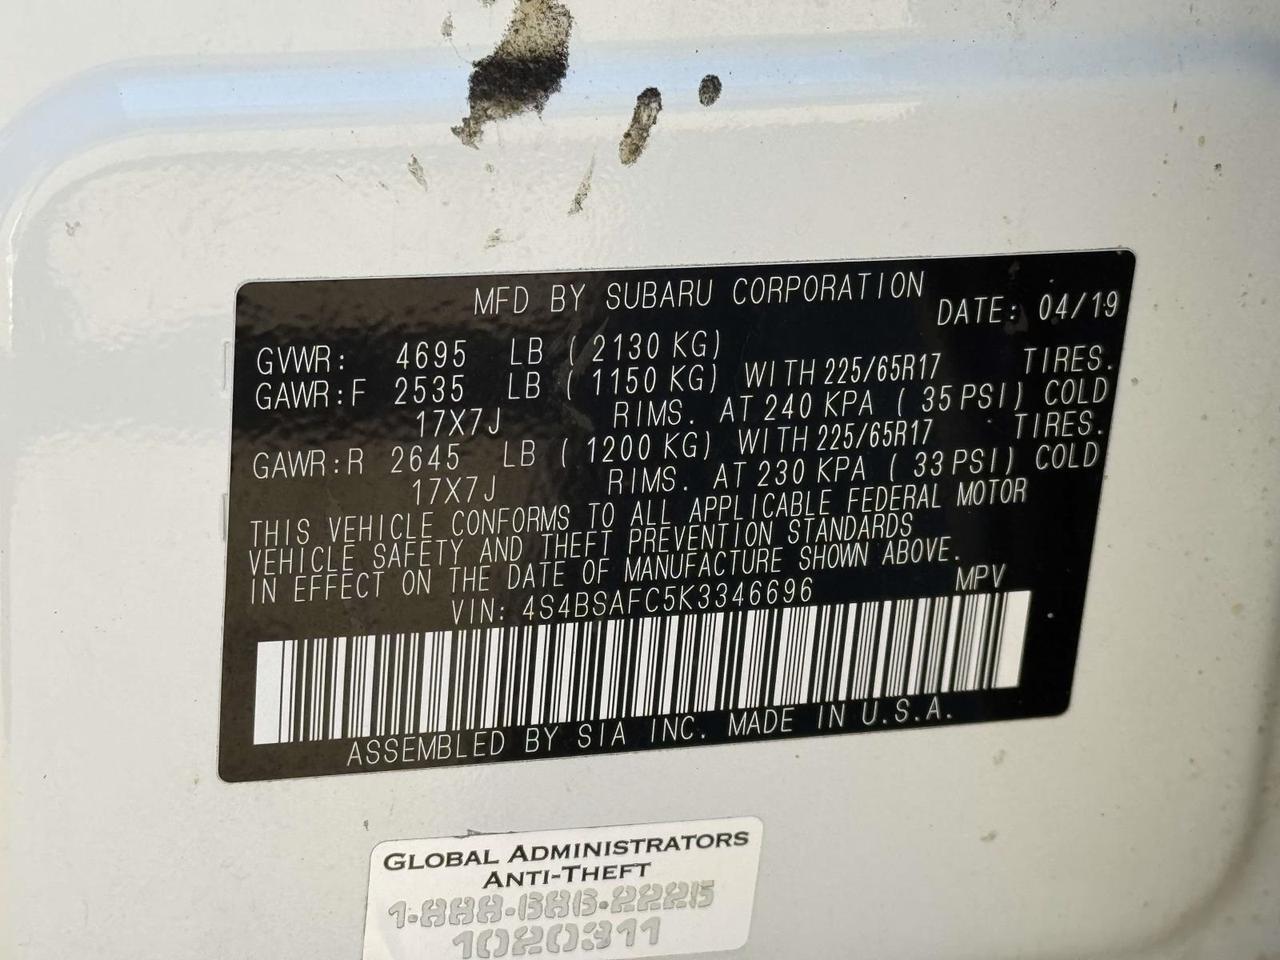 MFD BY SUBARU CORPORATION
DATE: 04/19
GVWR: 4695 LB ( 2130 KG)
GAWR:F 2535 LB ( 1150 KG) WITH 225/65R17 TIRES.
17X7J RIMS. AT 240 KPA ( 35 PSI) COLD
GAWR:R 2645 LB ( 1200 KG) WITH 225/65R17 TIRES.
17X7J RIMS. AT 230 KPA ( 33 PSI) COLD
THIS VEHICLE CONFORMS TO ALL APPLICABLE FEDERAL MOTOR
VEHICLE SAFETY AND THEFT PREVENTION STANDARDS
IN EFFECT ON THE DATE OF MANUFACTURE SHOWN ABOVE.
VIN: 4S4BSAFC5K3346696 MPV
ASSEMBLED BY SIA INC. MADE IN U.S.A.
GLOBAL ADMINISTRATORS
ANTI-THEFT
1-888-686-2225
1020311